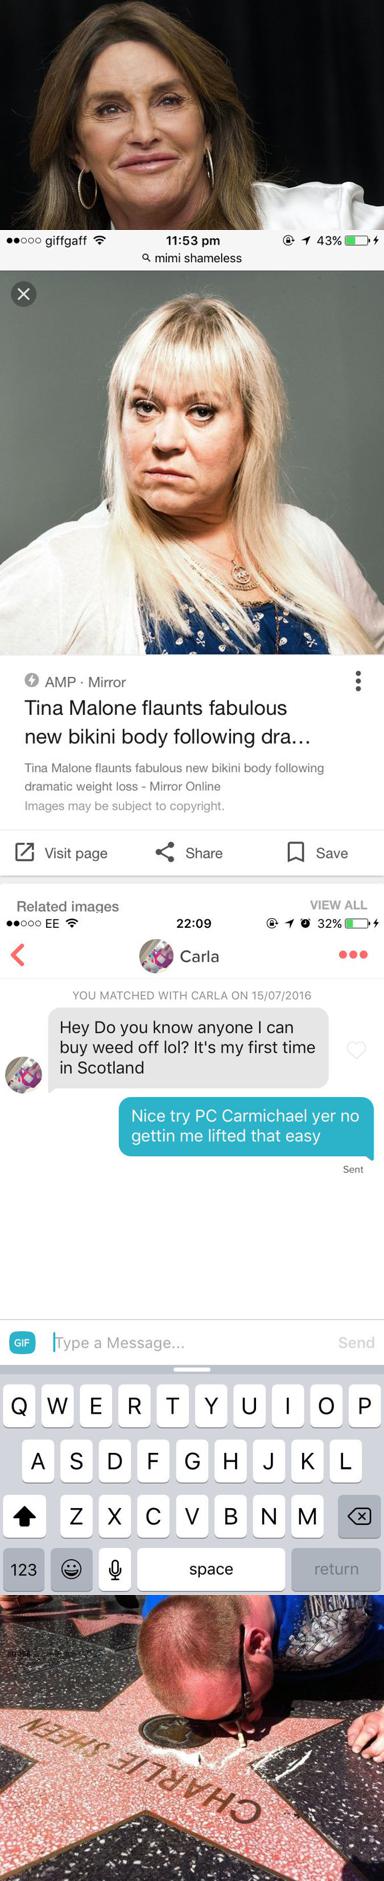 giffgaff 11:53 pm 43%
mimi shameless
AMP · Mirror
Tina Malone flaunts fabulous
new bikini body following dra...
Tina Malone flaunts fabulous new bikini body following
dramatic weight loss - Mirror Online
Images may be subject to copyright.
Visit page Share Save
Related images VIEW ALL
EE 22:09 32%
Carla
YOU MATCHED WITH CARLA ON 15/07/2016
Hey Do you know anyone I can
buy weed off lol? It's my first time
in Scotland
Nice try PC Carmichael yer no
gettin me lifted that easy
Sent
GIF Type a Message... Send
Q W E R T Y U I O P
A S D F G H J K L
Z X C V B N M
123 space return
CHARLIE SHEEN